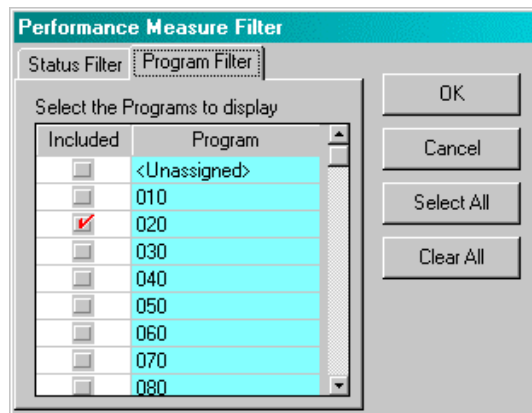 Performance Measure Filter
Status Filter Program Filter
Select the Programs to display
Included Program
<Unassigned>
010
020
030
040
050
060
070
080
OK
Cancel
Select All
Clear All